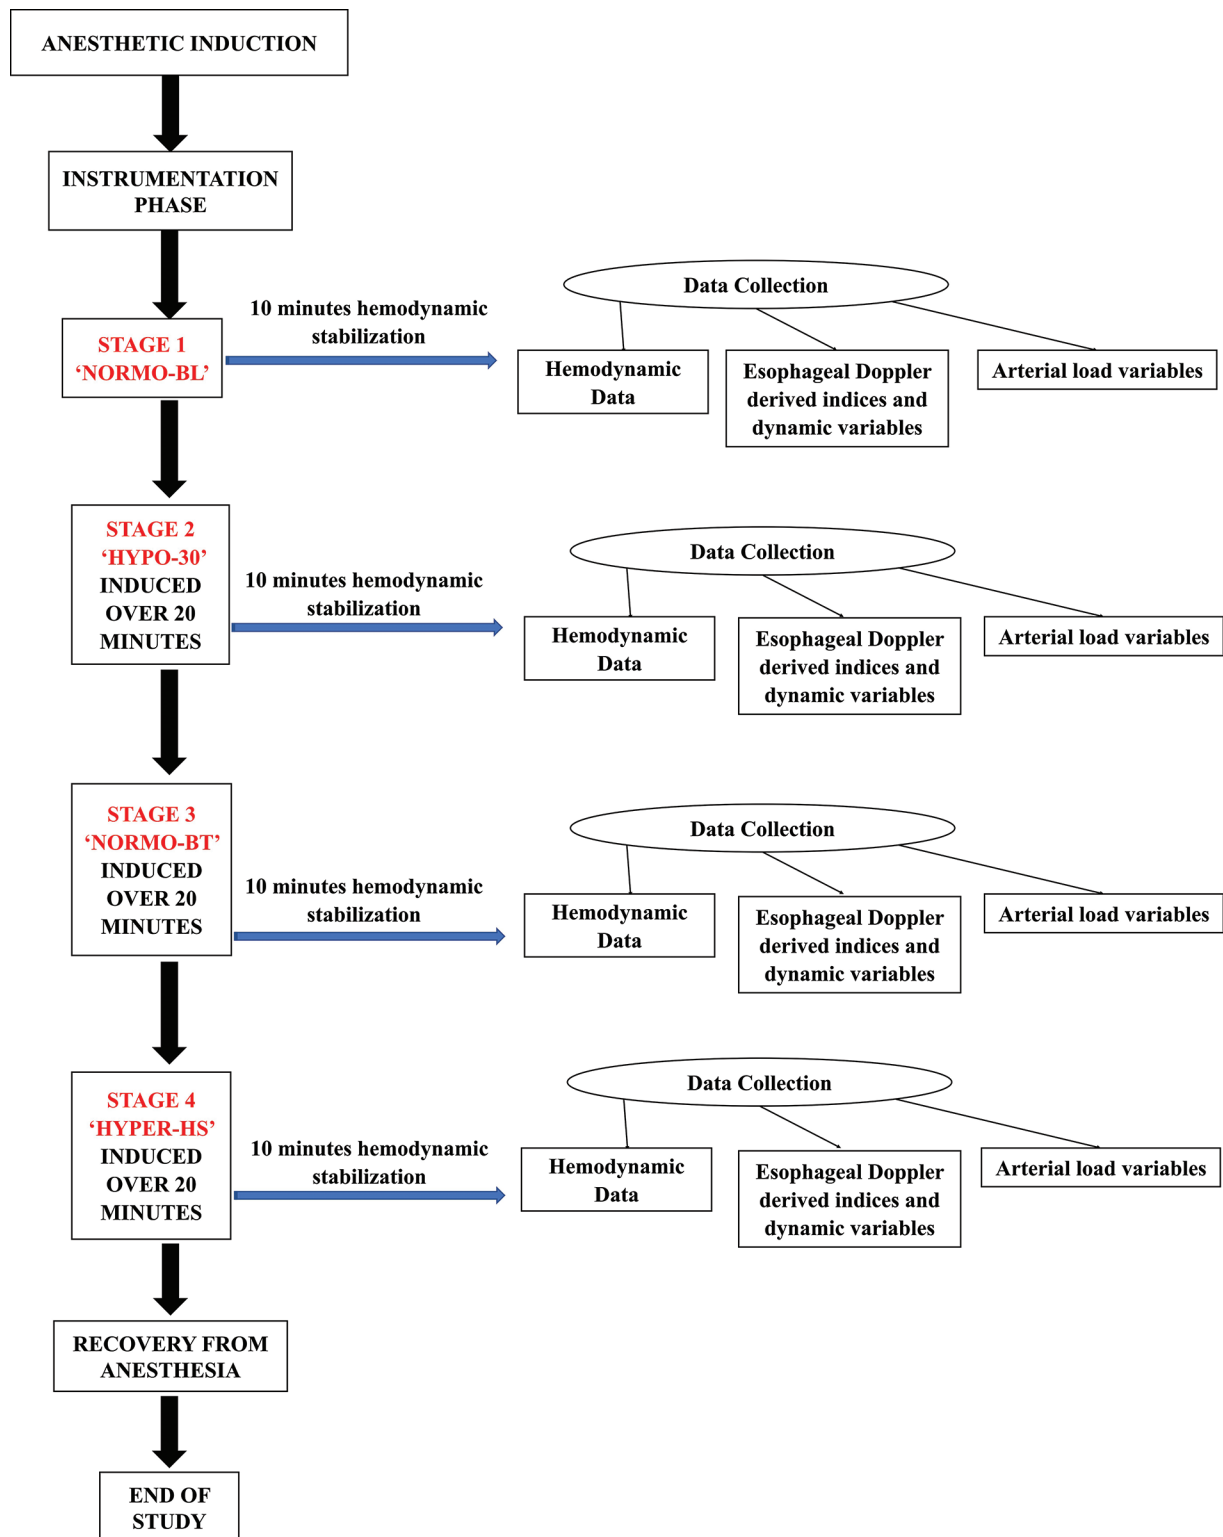 ANESTHETIC INDUCTION
INSTRUMENTATION
PHASE
STAGE 1
‘NORMO-BL’
10 minutes hemodynamic
stabilization
Data Collection
Hemodynamic
Data
Esophageal Doppler
derived indices and
dynamic variables
Arterial load variables
STAGE 2
‘HYPO-30’
INDUCED
OVER 20
MINUTES
10 minutes hemodynamic
stabilization
Data Collection
Hemodynamic
Data
Esophageal Doppler
derived indices and
dynamic variables
Arterial load variables
STAGE 3
‘NORMO-BT’
INDUCED
OVER 20
MINUTES
10 minutes hemodynamic
stabilization
Data Collection
Hemodynamic
Data
Esophageal Doppler
derived indices and
dynamic variables
Arterial load variables
STAGE 4
‘HYPER-HS’
INDUCED
OVER 20
MINUTES
10 minutes hemodynamic
stabilization
Data Collection
Hemodynamic
Data
Esophageal Doppler
derived indices and
dynamic variables
Arterial load variables
RECOVERY FROM
ANESTHESIA
END OF
STUDY